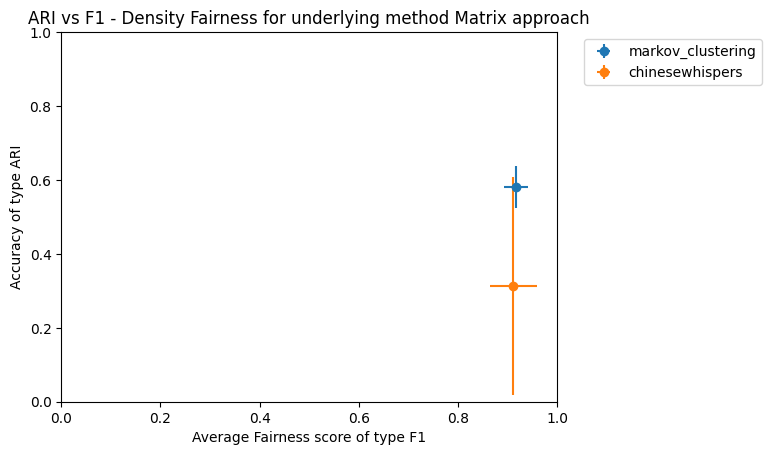 ARI vs F1 - Density Fairness for underlying method Matrix approach
markov_clustering
chinesewhispers
Accuracy of type ARI
1.0
0.8
0.6
0.4
0.2
0.0
0.0 0.2 0.4 0.6 0.8 1.0
Average Fairness score of type F1